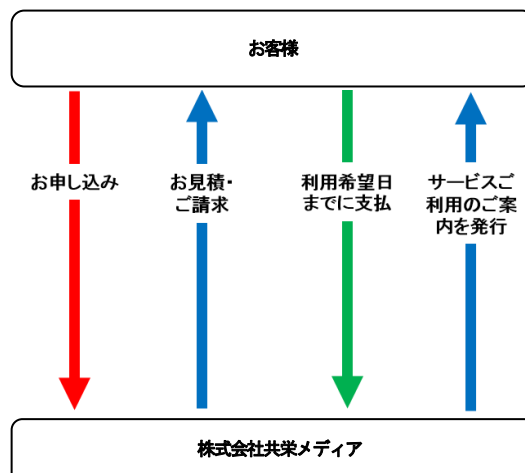 お客様
お申し込み
お見積・
ご請求
利用希望日
までに支払
サービスご
利用のご案
内を発行
株式会社共栄メディア